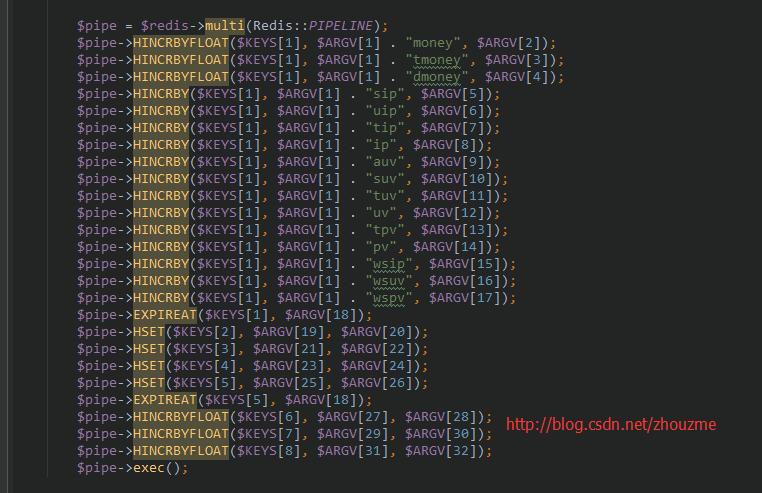 $pipe = $redis->multi(Redis::PIPELINE);
$pipe->HINCRBYFLOAT($KEYS[1], $ARGV[1] . "money", $ARGV[2]);
$pipe->HINCRBYFLOAT($KEYS[1], $ARGV[1] . "tmoney", $ARGV[3]);
$pipe->HINCRBYFLOAT($KEYS[1], $ARGV[1] . "dmoney", $ARGV[4]);
$pipe->HINCRBY($KEYS[1], $ARGV[1] . "sip", $ARGV[5]);
$pipe->HINCRBY($KEYS[1], $ARGV[1] . "uip", $ARGV[6]);
$pipe->HINCRBY($KEYS[1], $ARGV[1] . "tip", $ARGV[7]);
$pipe->HINCRBY($KEYS[1], $ARGV[1] . "ip", $ARGV[8]);
$pipe->HINCRBY($KEYS[1], $ARGV[1] . "auv", $ARGV[9]);
$pipe->HINCRBY($KEYS[1], $ARGV[1] . "suv", $ARGV[10]);
$pipe->HINCRBY($KEYS[1], $ARGV[1] . "tuv", $ARGV[11]);
$pipe->HINCRBY($KEYS[1], $ARGV[1] . "uv", $ARGV[12]);
$pipe->HINCRBY($KEYS[1], $ARGV[1] . "tpv", $ARGV[13]);
$pipe->HINCRBY($KEYS[1], $ARGV[1] . "pv", $ARGV[14]);
$pipe->HINCRBY($KEYS[1], $ARGV[1] . "wsip", $ARGV[15]);
$pipe->HINCRBY($KEYS[1], $ARGV[1] . "wsuv", $ARGV[16]);
$pipe->HINCRBY($KEYS[1], $ARGV[1] . "wspv", $ARGV[17]);
$pipe->EXPIREAT($KEYS[1], $ARGV[18]);
$pipe->HSET($KEYS[2], $ARGV[19], $ARGV[20]);
$pipe->HSET($KEYS[3], $ARGV[21], $ARGV[22]);
$pipe->HSET($KEYS[4], $ARGV[23], $ARGV[24]);
$pipe->HSET($KEYS[5], $ARGV[25], $ARGV[26]);
$pipe->EXPIREAT($KEYS[5], $ARGV[18]);
$pipe->HINCRBYFLOAT($KEYS[6], $ARGV[27], $ARGV[28]);
http://blog.csdn.net/zhouzme
$pipe->HINCRBYFLOAT($KEYS[7], $ARGV[29], $ARGV[30]);
$pipe->HINCRBYFLOAT($KEYS[8], $ARGV[31], $ARGV[32]);
$pipe->exec();